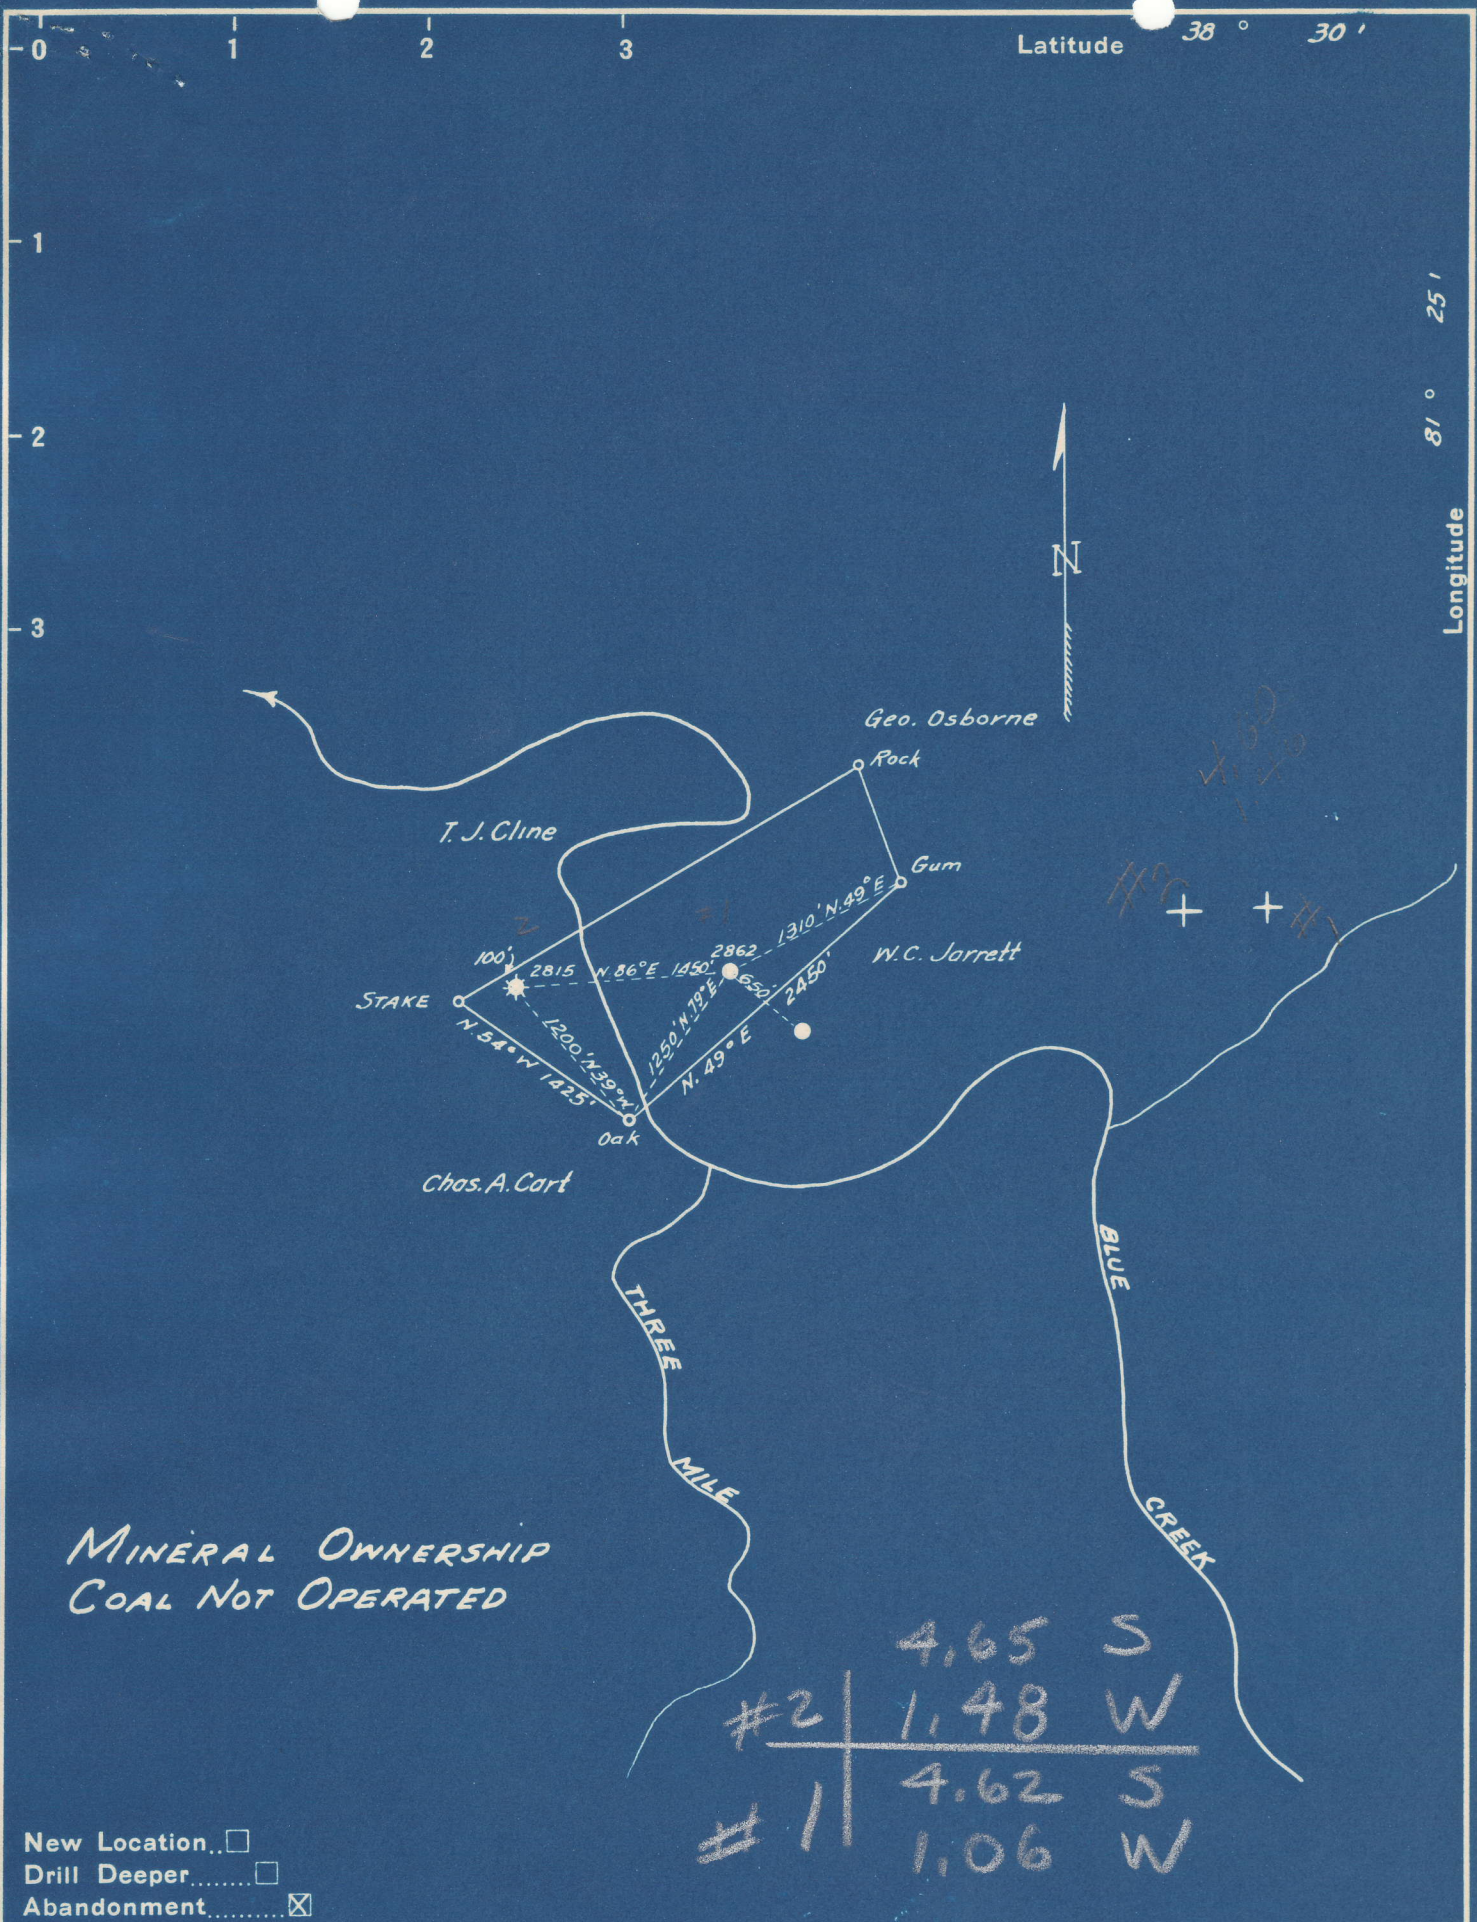 0 1 2 3
Latitude 38° 30'
1
2
3
81° 25'
Longitude
N
Geo. Osborne
Rock
T. J. Cline
Gum
#2
#1
2
=1
1310' N.49° E
W.C. Jarrett
100'
2815 N.86°E 1450'
2862
650'
2450'
STAKE
N.54° W 1425'
1200' N39°W
1250' N.79°E
N. 49° E
Oak
Chas. A. Cart
THREE
MILE
BLUE
CREEK
MINERAL OWNERSHIP
COAL NOT OPERATED
4.65 S
#2 1.48 W
4.62 S
#1 1.06 W
New Location..
Drill Deeper........
Abandonment..........☒